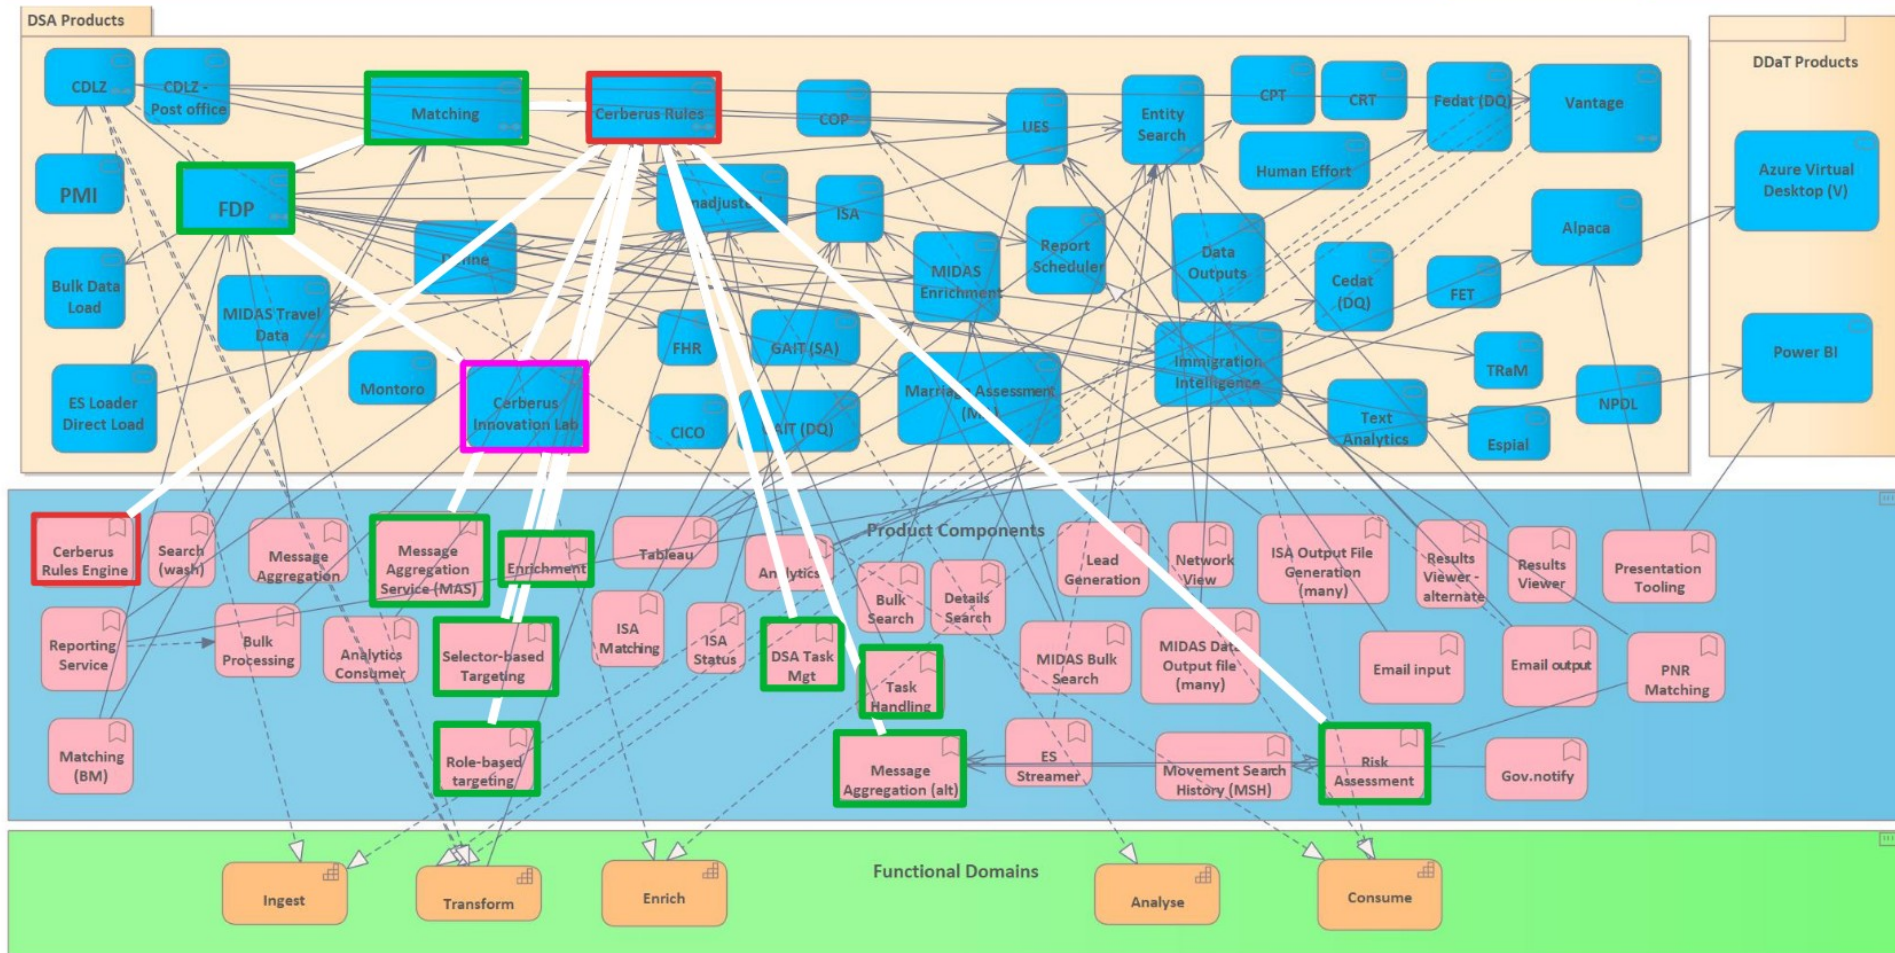 DSA Products
DDaT Products
CDLZ
CDLZ -
Post office
Matching
Cerberus Rules
COP
UES
Entity
Search
CPT
CRT
Fedat (DQ)
Vantage
Human Effort
PMI
FDP
ISA
Report
Scheduler
Data
Outputs
Alpaca
Azure Virtual
Desktop (V)
Bulk Data
Load
MIDAS Travel
Data
MIDAS
Enrichment
Cedat
(DQ)
FET
ES Loader
Direct Load
Montoro
Cerberus
Innovation Lab
FHR
GAIT (SA)
CICO
(DQ)
Marriage Assessment
Immigration
Intelligence
Text
Analytics
TRaM
Espial
NPDL
Power BI
Product Components
Cerberus
Rules Engine
Search
(wash)
Message
Aggregation
Message
Aggregation
Service (MAS)
Enrichment
Tableau
Analytics
Bulk
Search
Details
Search
Lead
Generation
Network
View
ISA Output File
Generation
(many)
Results
Viewer -
alternate
Results
Viewer
Presentation
Tooling
Reporting
Service
Bulk
Processing
Analytics
Consumer
Selector-based
Targeting
ISA
Matching
ISA
Status
DSA Task
Mgt
Task
Handling
MIDAS Bulk
Search
MIDAS Data
Output file
(many)
Email input
Email output
PNR
Matching
Matching
(BM)
Role-based
targeting
Message
Aggregation (alt)
ES
Streamer
Movement Search
History (MSH)
Risk
Assessment
Gov.notify
Functional Domains
Ingest
Transform
Enrich
Analyse
Consume